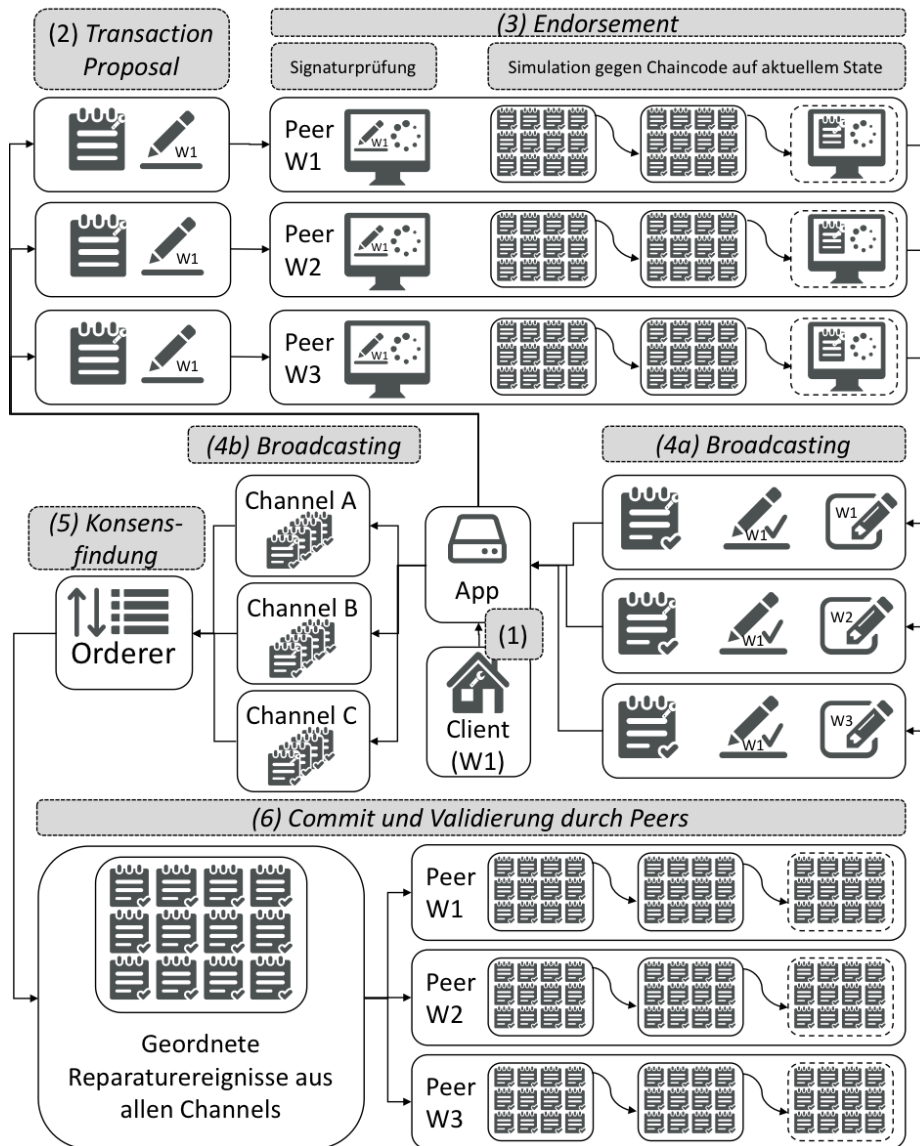 (2) Transaction
Proposal
(3) Endorsement
Signaturprüfung
Simulation gegen Chaincode auf aktuellem State
W1
Peer
W1
W1
W1
Peer
W2
W1
W1
Peer
W3
W1
(4b) Broadcasting
(4a) Broadcasting
Channel A
Channel B
Channel C
(5) Konsens-
findung
Orderer
App
(1)
Client
(W1)
W1
W1
W1
W2
W1
W3
(6) Commit und Validierung durch Peers
Geordnete
Reparaturereignisse aus
allen Channels
Peer
W1
Peer
W2
Peer
W3